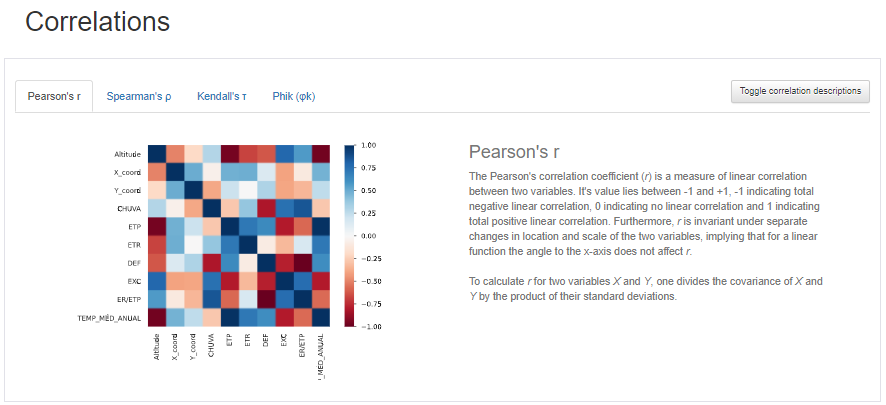 Correlations
Pearson's r
Spearman's ρ
Kendall's τ
Phik (φk)
Toggle correlation descriptions
Altitude
X_coord
Y_coord
CHUVA
ETP
ETR
DEF
EXC
ER/ETP
TEMP_MÉD_ANUAL
Altitude
X_coord
Y_coord
CHUVA
ETP
ETR
DEF
EXC
ER/ETP
_MÉD_ANUAL
1.00
0.75
0.50
0.25
0.00
−0.25
−0.50
−0.75
−1.00
Pearson's r
The Pearson's correlation coefficient (r) is a measure of linear correlation
between two variables. It's value lies between -1 and +1, -1 indicating total
negative linear correlation, 0 indicating no linear correlation and 1 indicating
total positive linear correlation. Furthermore, r is invariant under separate
changes in location and scale of the two variables, implying that for a linear
function the angle to the x-axis does not affect r.
To calculate r for two variables X and Y, one divides the covariance of X and
Y by the product of their standard deviations.